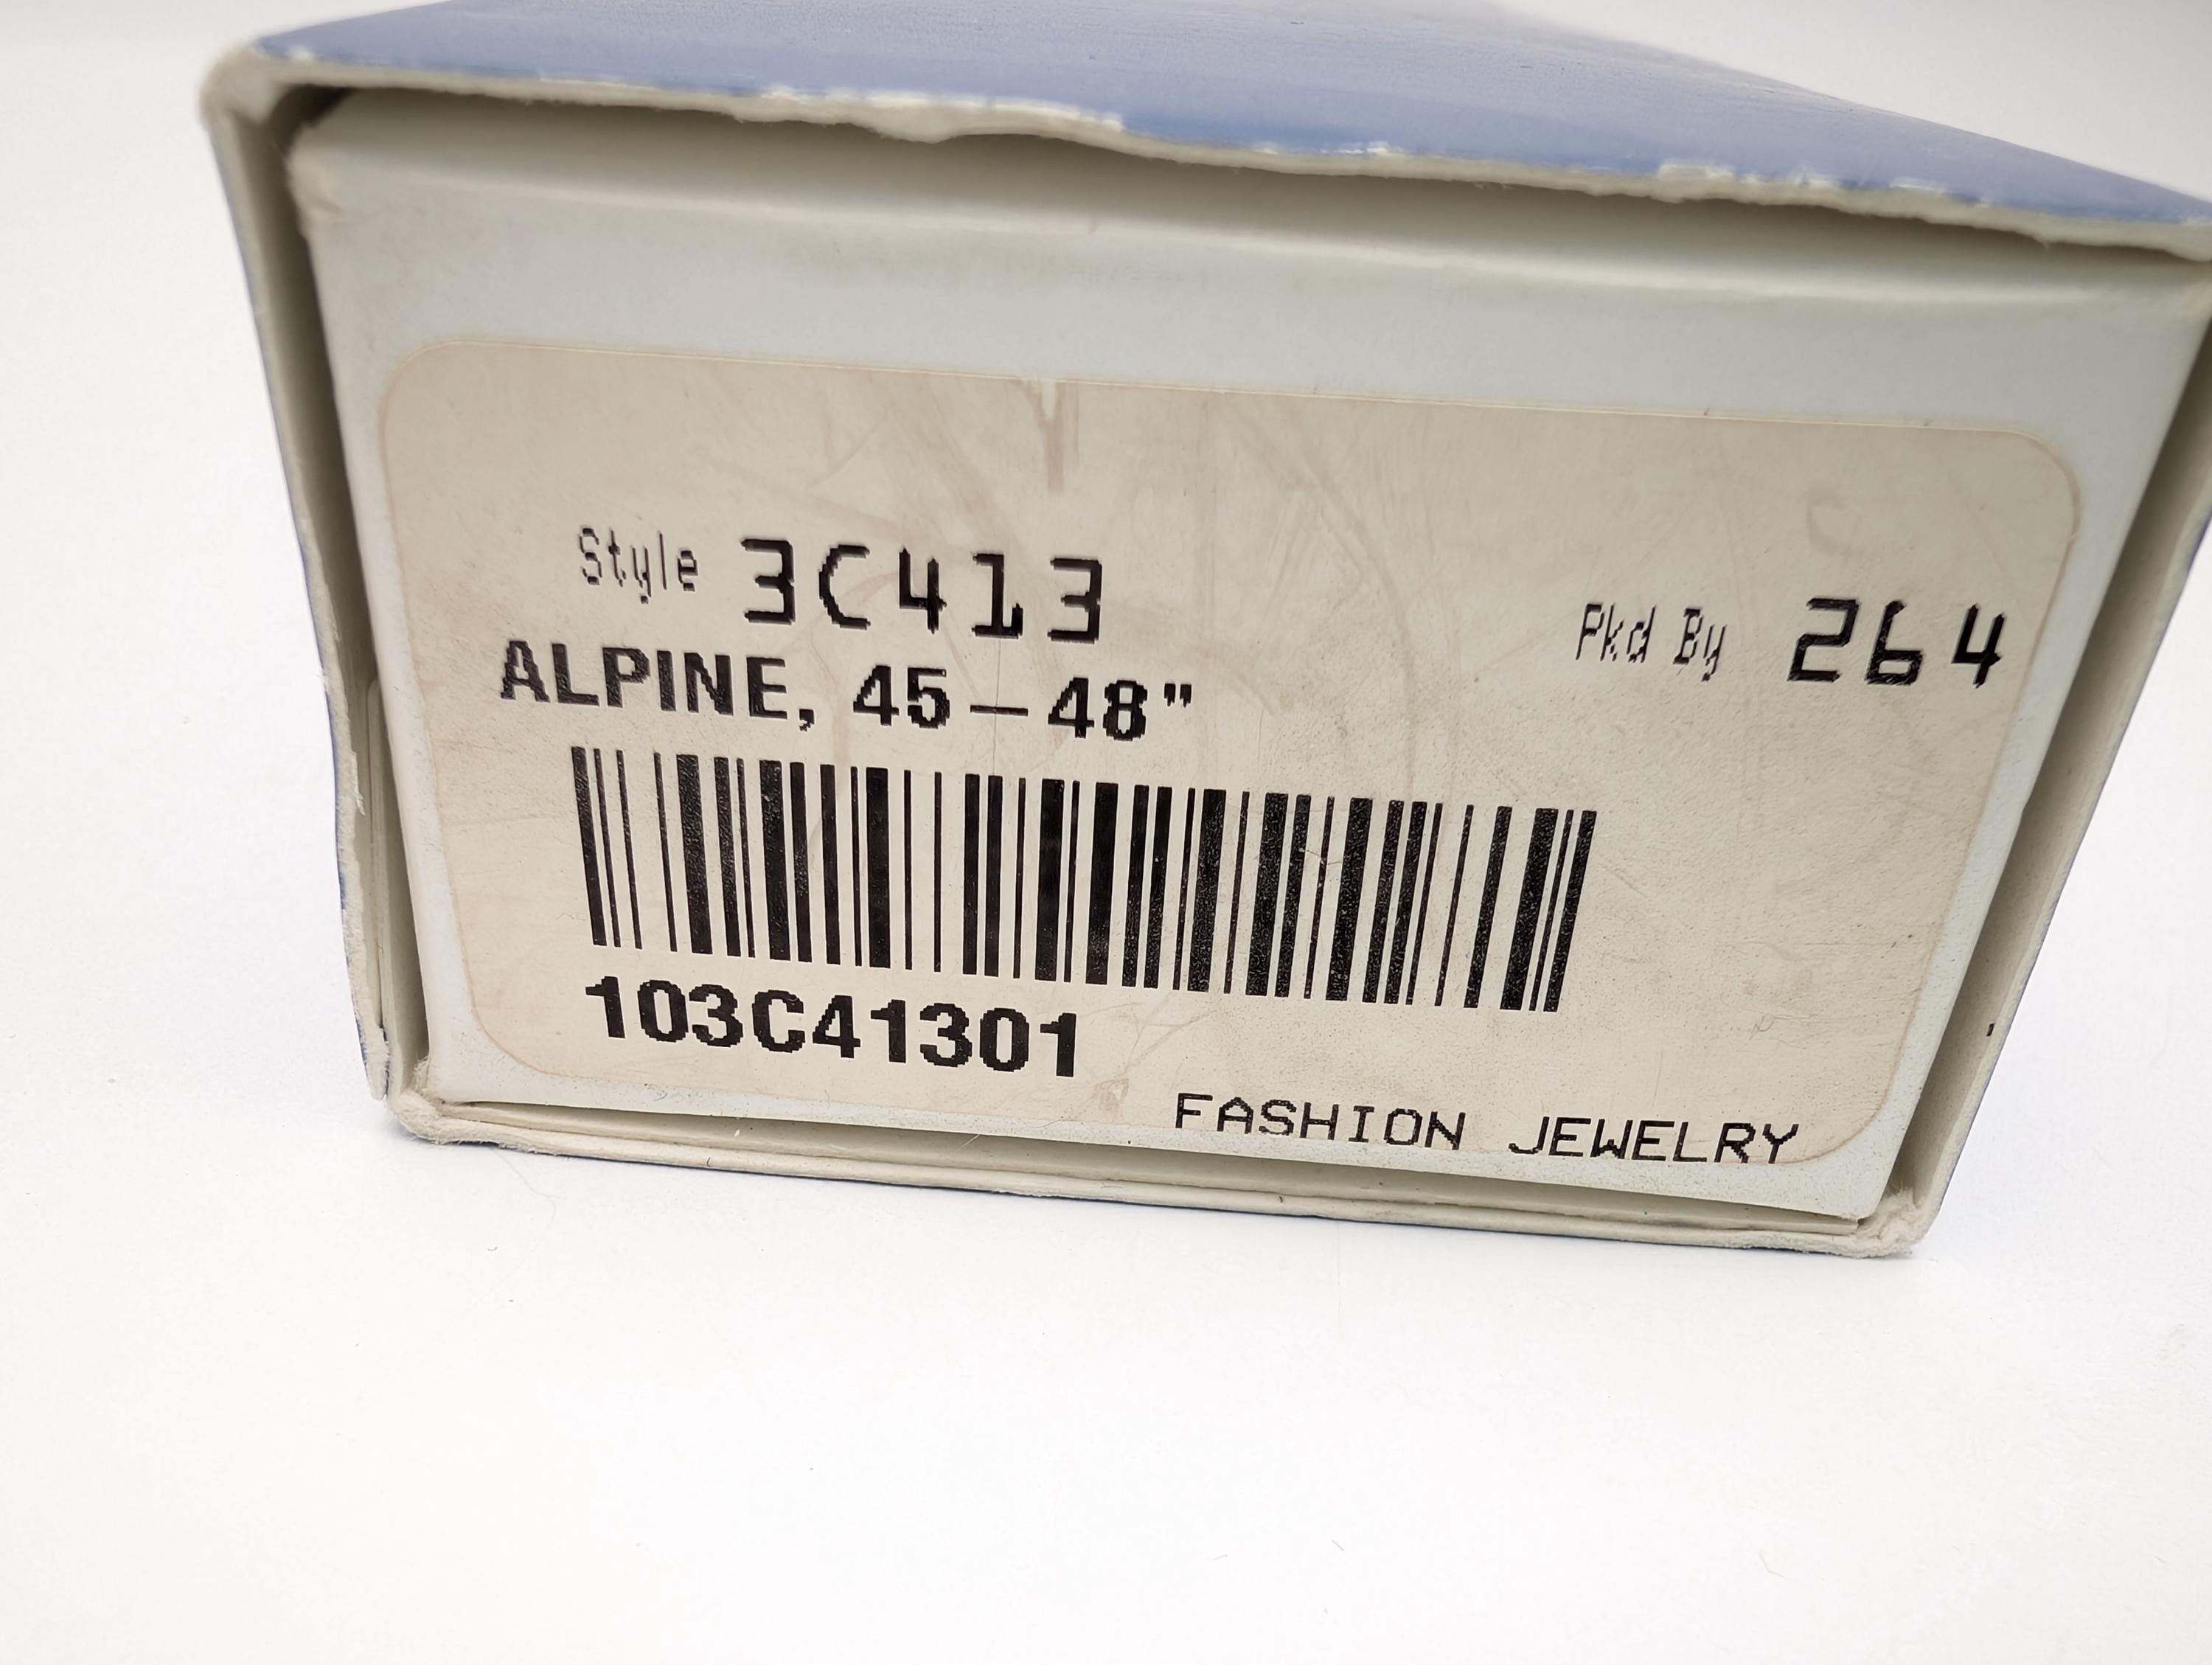 Style 3C413
Pkd By 264
ALPINE, 45-48"
103C41301
FASHION JEWELRY